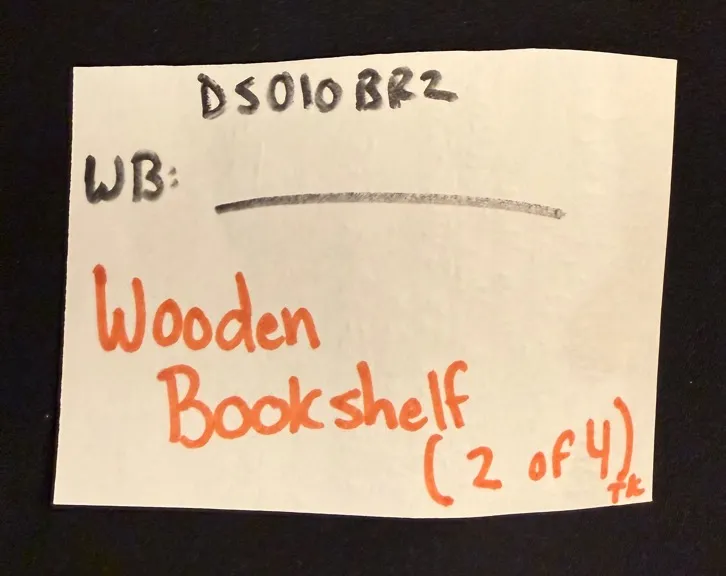 DS010BR2
WB:
Wooden
Bookshelf
(2 of 4)
TK